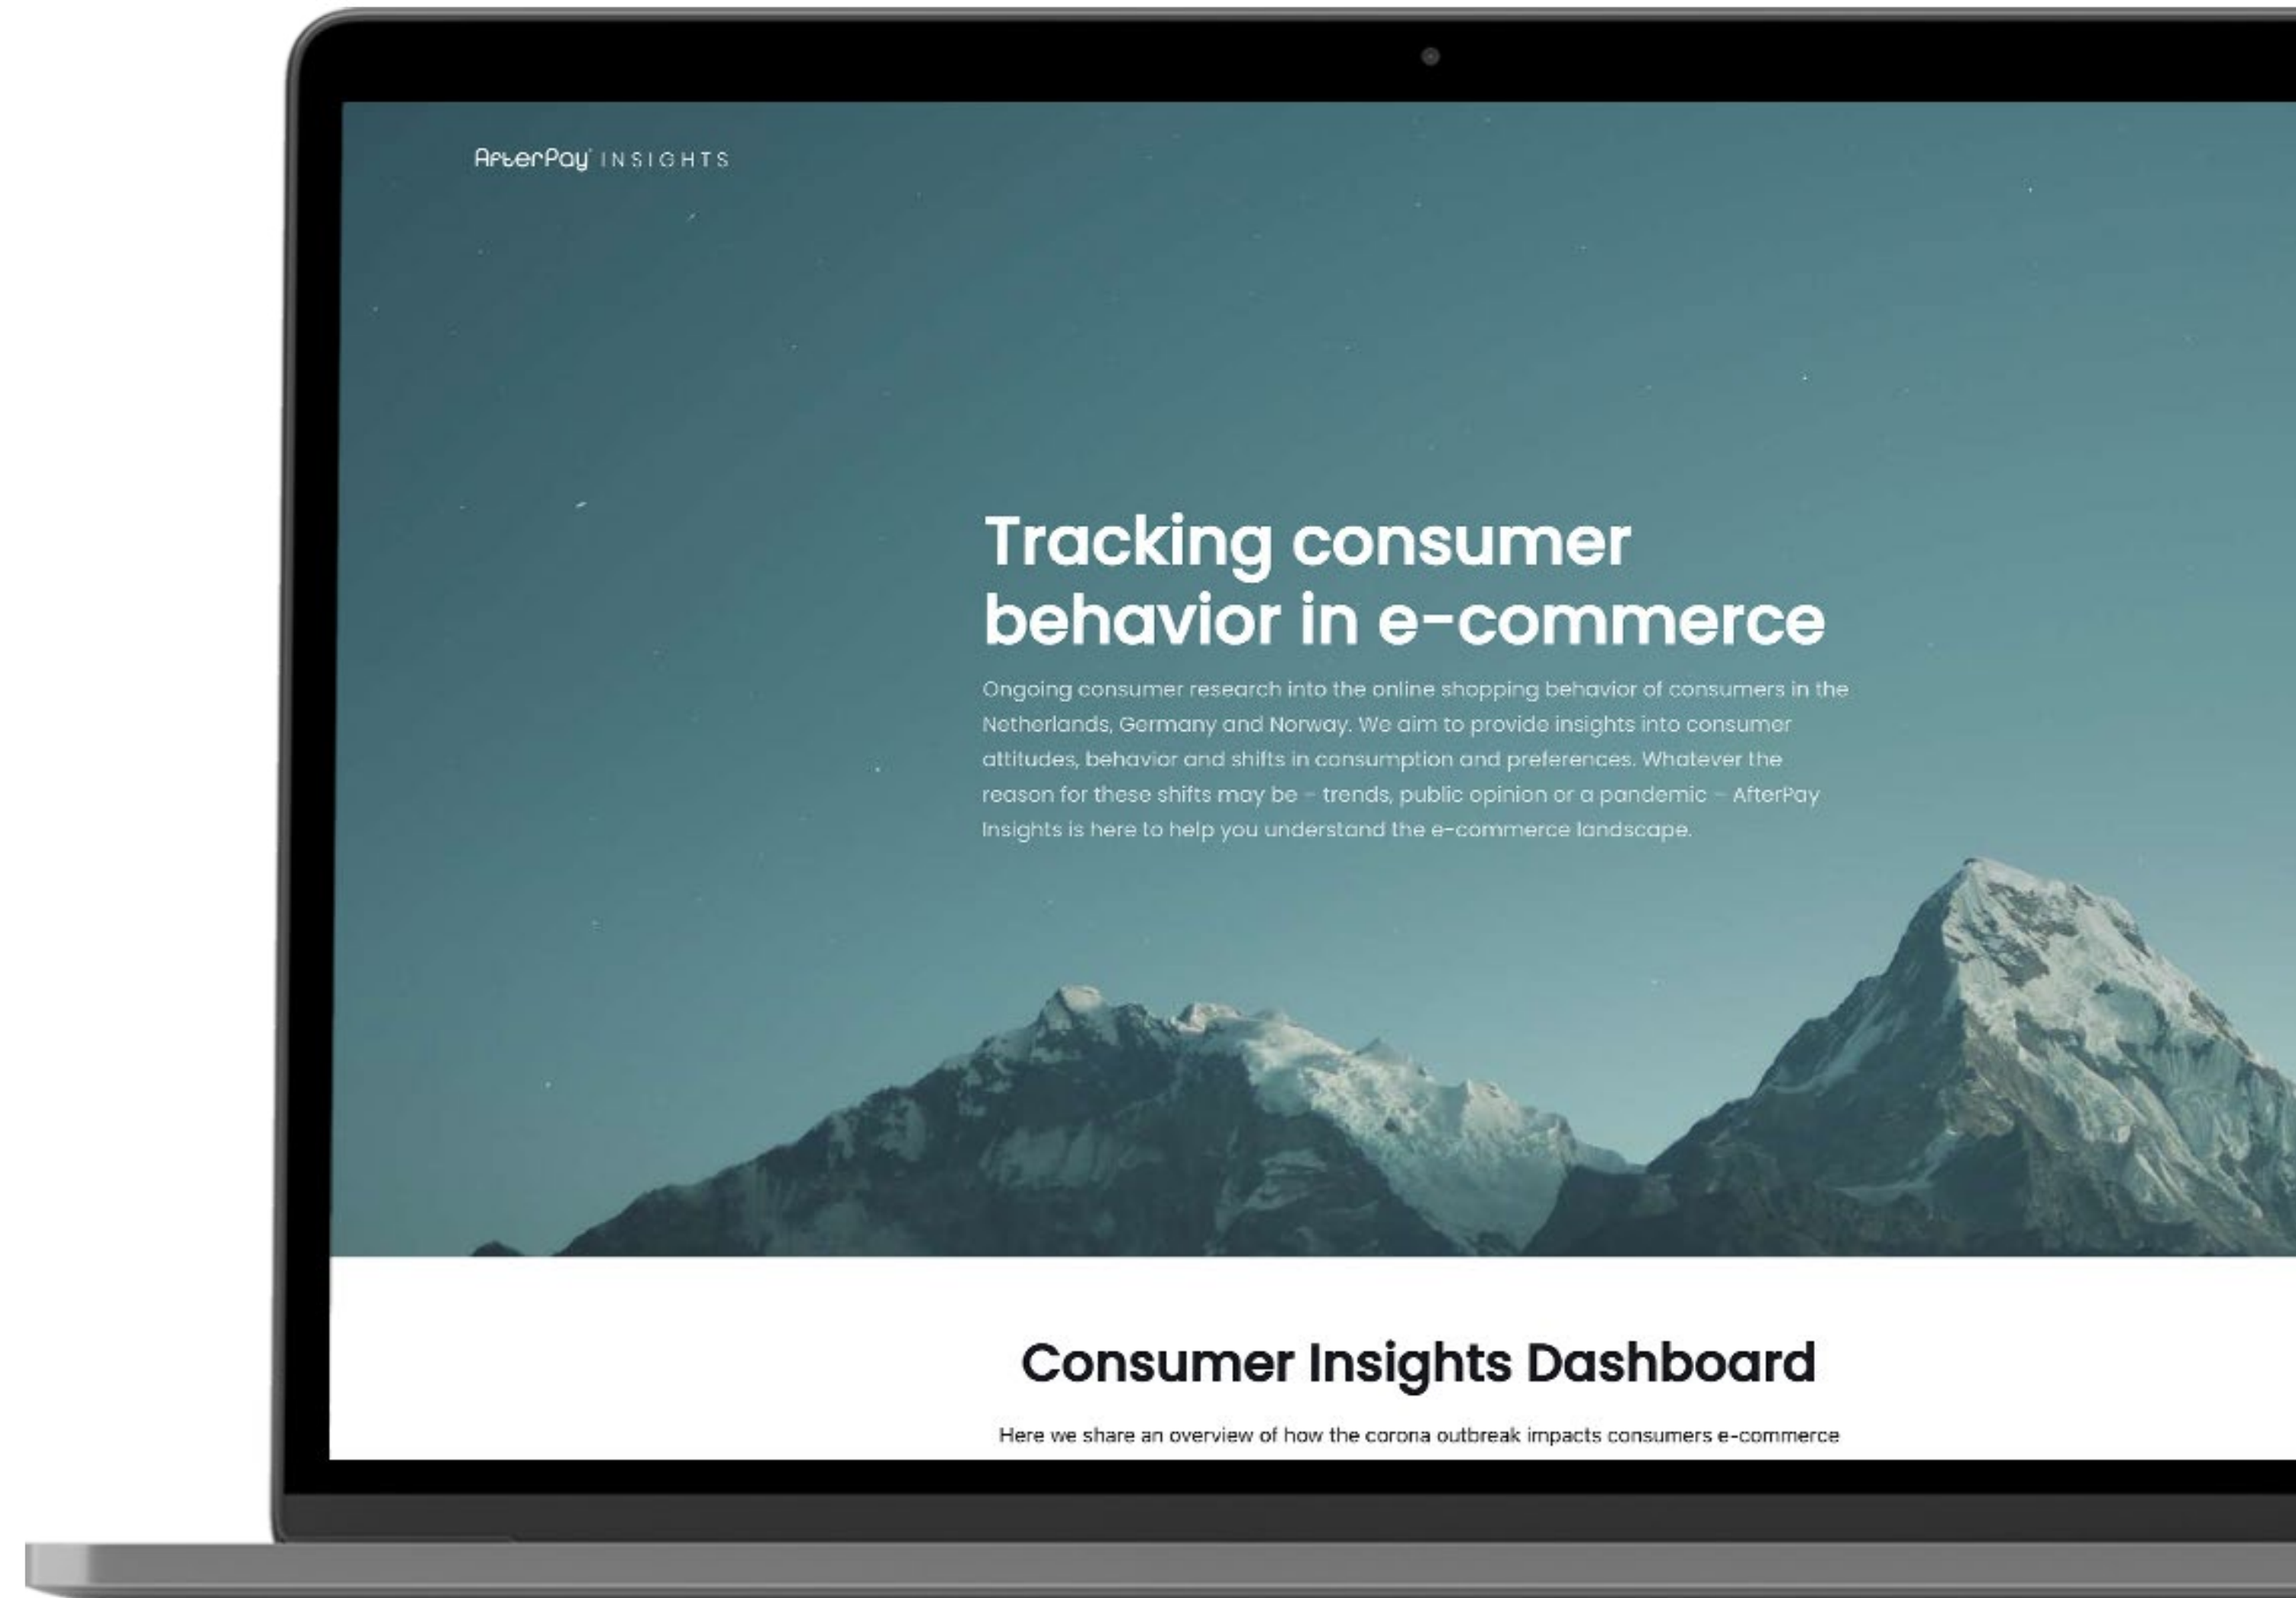 AfterPay INSIGHTS
Tracking consumer
behavior in e-commerce
Ongoing consumer research into the online shopping behavior of consumers in the
Netherlands, Germany and Norway. We aim to provide insights into consumer
attitudes, behavior and shifts in consumption and preferences. Whatever the
reason for these shifts may be – trends, public opinion or a pandemic – AfterPay
Insights is here to help you understand the e-commerce landscape.
Consumer Insights Dashboard
Here we share an overview of how the corona outbreak impacts consumers e-commerce